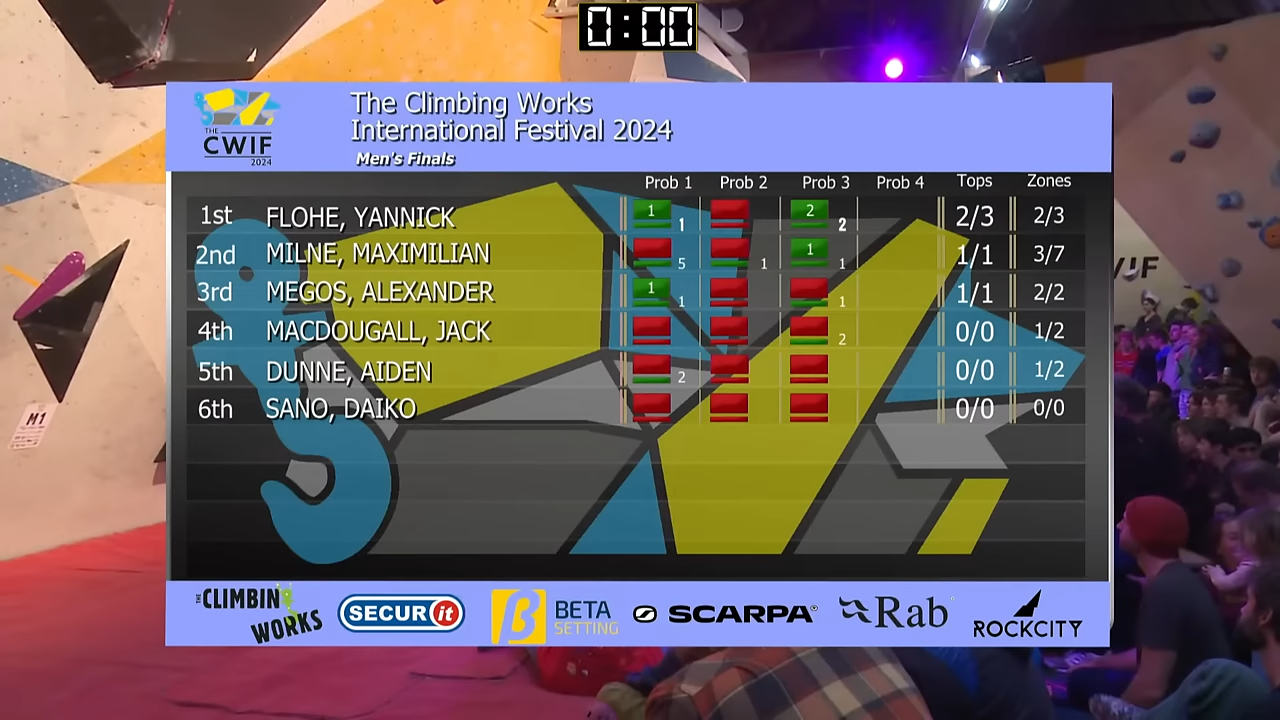 0:00
The Climbing Works
International Festival 2024
Men's Finals
THE
CWIF
2024
Prob 1 Prob 2 Prob 3 Prob 4 Tops Zones
1st FLOHE, YANNICK 1 1 2 2 2/3 2/3
2nd MILNE, MAXIMILIAN 5 1 1 1 1/1 3/7
3rd MEGOS, ALEXANDER 1 1 1 1/1 2/2
4th MACDOUGALL, JACK 2 0/0 1/2
5th DUNNE, AIDEN 2 0/0 1/2
6th SANO, DAIKO 0/0 0/0
M1
WIF
THE CLIMBIN
WORKS
SECURit
β BETA
SETTING
SCARPA
Rab
ROCKCITY